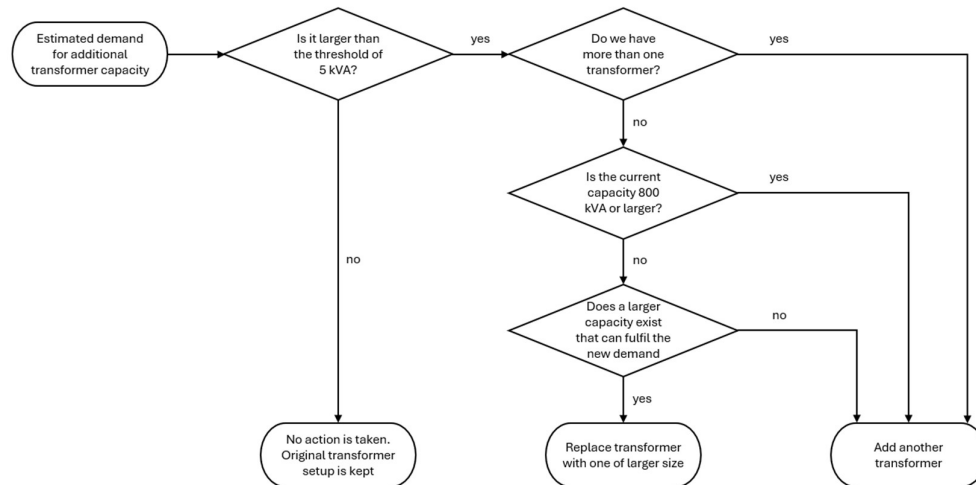 Estimated demand
for additional
transformer capacity
Is it larger than
the threshold of
5 kVA?
yes
Do we have
more than one
transformer?
yes
no
Is the current
capacity 800
kVA or larger?
yes
no
no
Does a larger
capacity exist
that can fulfil the
new demand
no
yes
No action is taken.
Original transformer
setup is kept
Replace transformer
with one of larger size
Add another
transformer